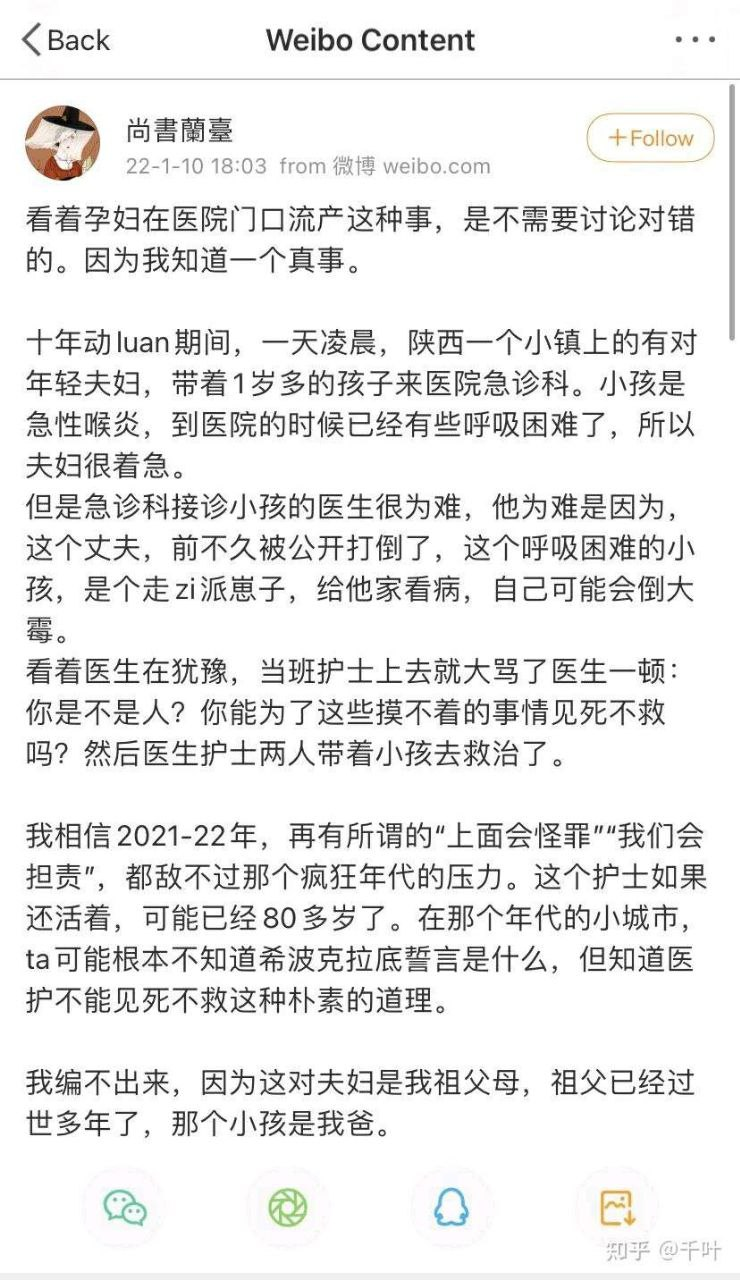 Back
Weibo Content
尚書蘭臺
22-1-10 18:03 from 微博 weibo.com
+Follow
看着孕妇在医院门口流产这种事，是不需要讨论对错
的。因为我知道一个真事。
十年动luan期间，一天凌晨，陕西一个小镇上的有对
年轻夫妇，带着1岁多的孩子来医院急诊科。小孩是
急性喉炎，到医院的时候已经有些呼吸困难了，所以
夫妇很着急。
但是急诊科接诊小孩的医生很为难，他为难是因为，
这个丈夫，前不久被公开打倒了，这个呼吸困难的小
孩，是个走zi派崽子，给他家看病，自己可能会倒大
霉。
看着医生在犹豫，当班护士上去就大骂了医生一顿：
你是不是人？你能为了这些摸不着的事情见死不救
吗？然后医生护士两人带着小孩去救治了。
我相信2021-22年，再有所谓的“上面会怪罪”“我们会
担责”，都敌不过那个疯狂年代的压力。这个护士如果
还活着，可能已经80多岁了。在那个年代的小城市，
ta可能根本不知道希波克拉底誓言是什么，但知道医
护不能见死不救这种朴素的道理。
我编不出来，因为这对夫妇是我祖父母，祖父已经过
世多年了，那个小孩是我爸。
知乎 @千叶